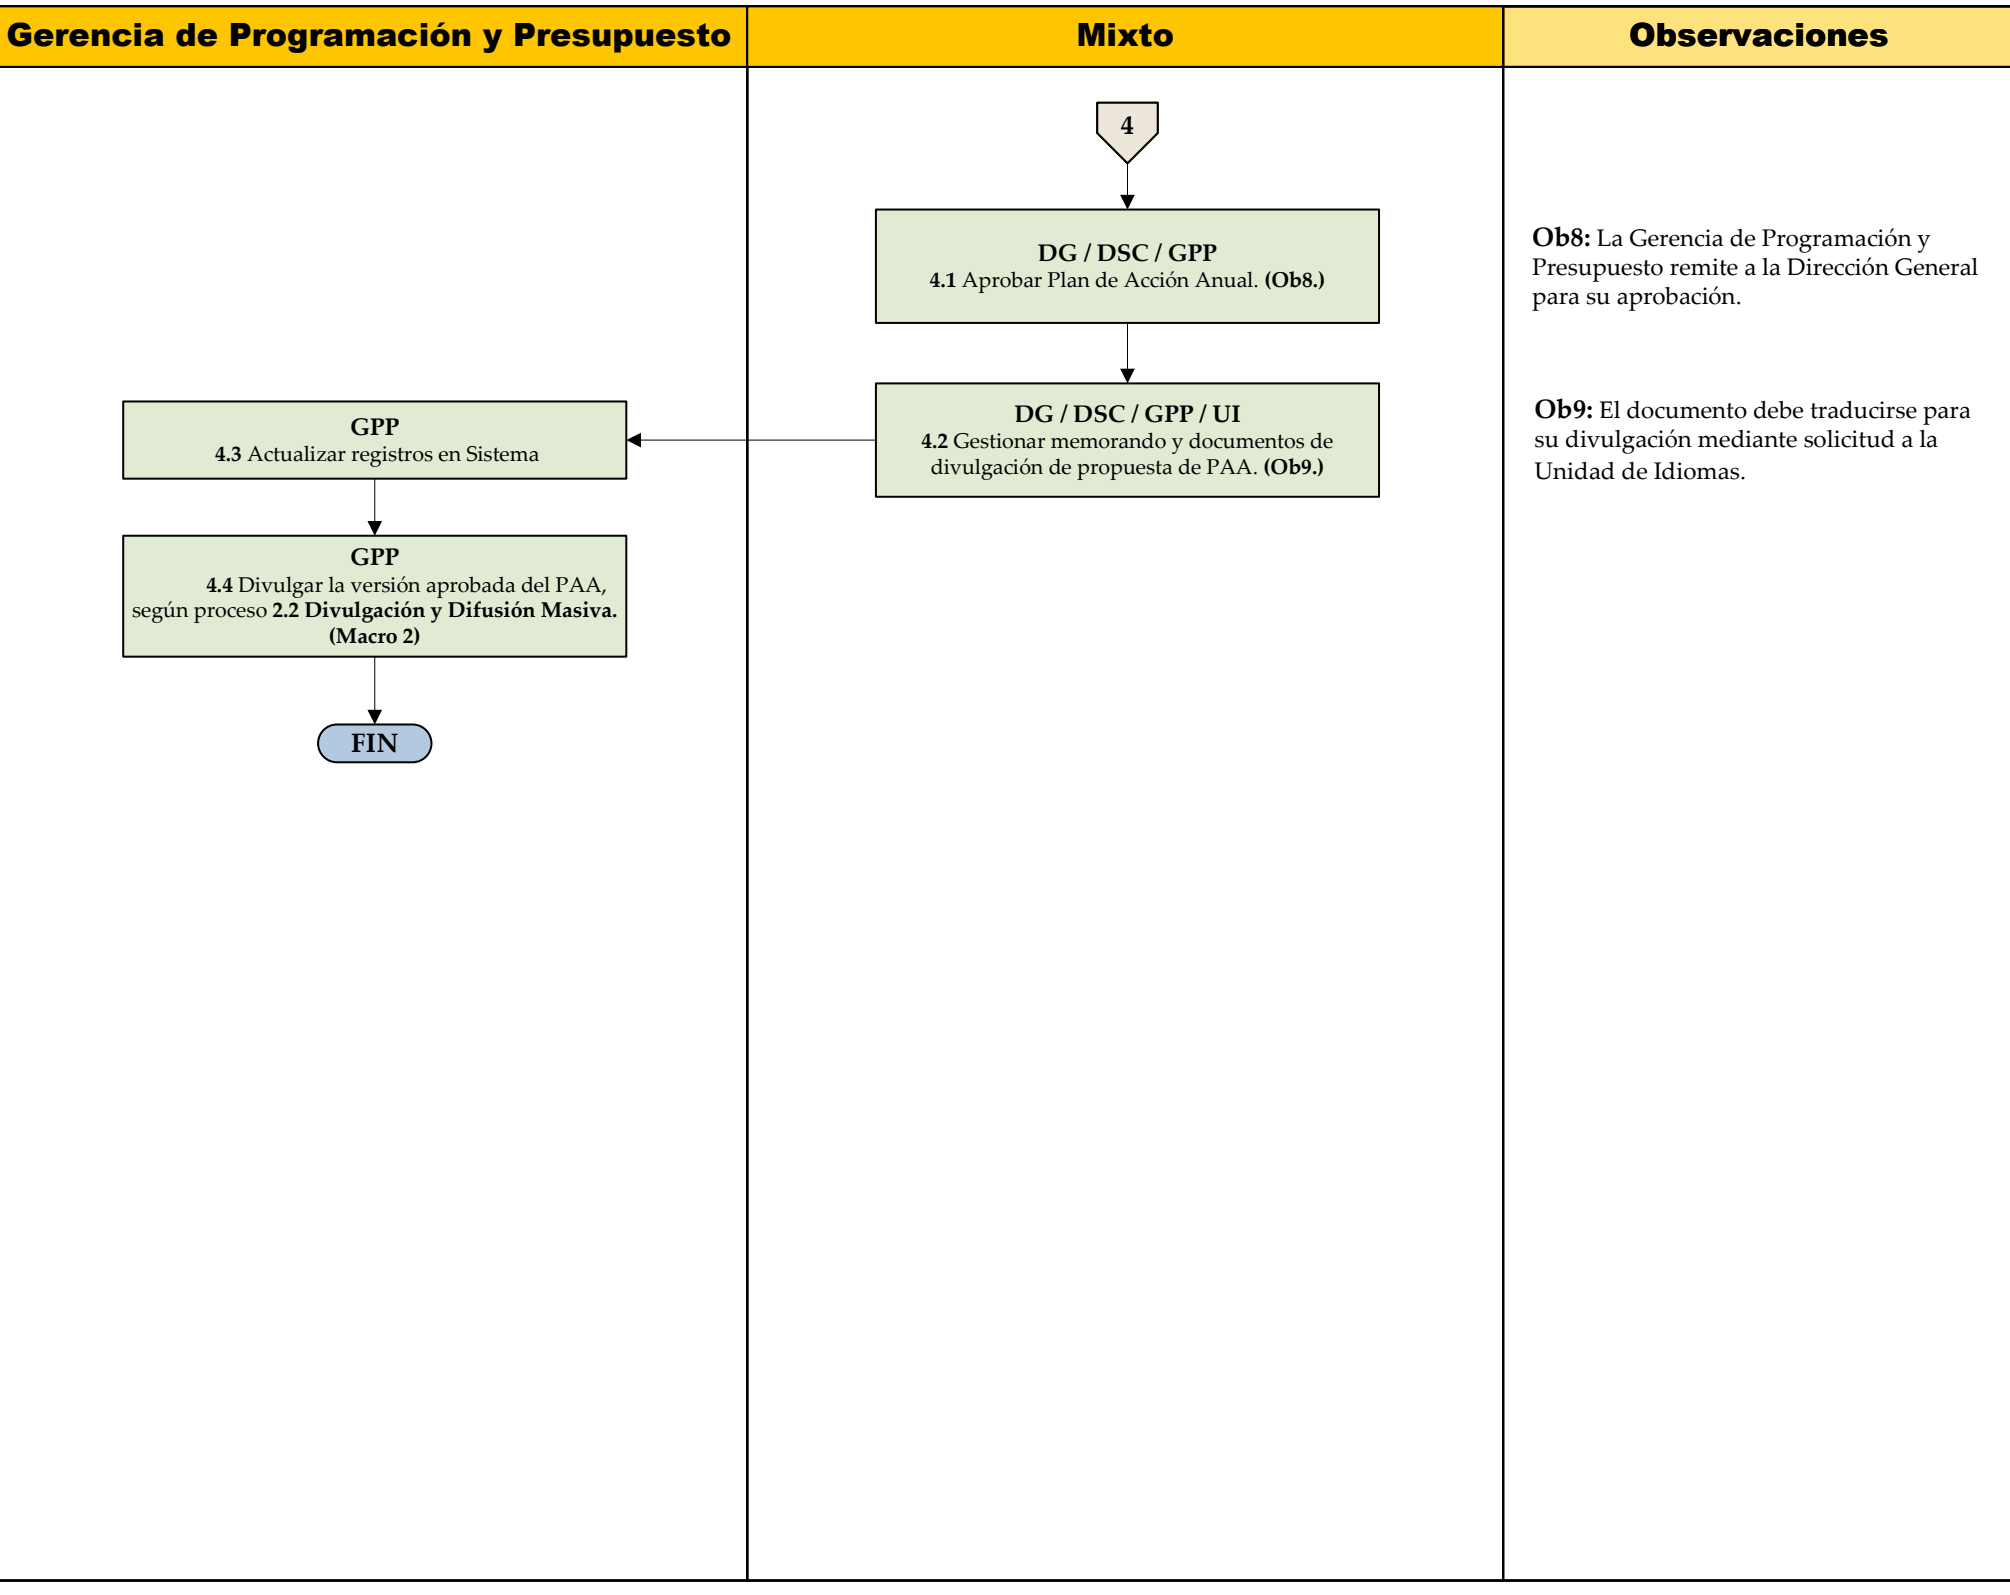 Gerencia de Programación y Presupuesto
Mixto
Observaciones
4
DG / DSC / GPP
4.1 Aprobar Plan de Acción Anual. (Ob8.)
Ob8: La Gerencia de Programación y
Presupuesto remite a la Dirección General
para su aprobación.
DG / DSC / GPP / UI
4.2 Gestionar memorando y documentos de
divulgación de propuesta de PAA. (Ob9.)
Ob9: El documento debe traducirse para
su divulgación mediante solicitud a la
Unidad de Idiomas.
GPP
4.3 Actualizar registros en Sistema
GPP
4.4 Divulgar la versión aprobada del PAA,
según proceso 2.2 Divulgación y Difusión Masiva.
(Macro 2)
FIN